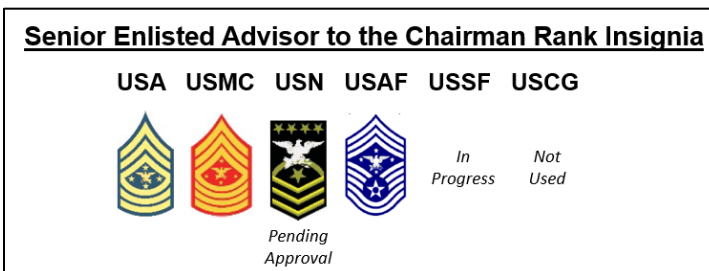 Senior Enlisted Advisor to the Chairman Rank Insignia
USA USMC USN USAF USSF USCG
In Progress
Not Used
Pending Approval